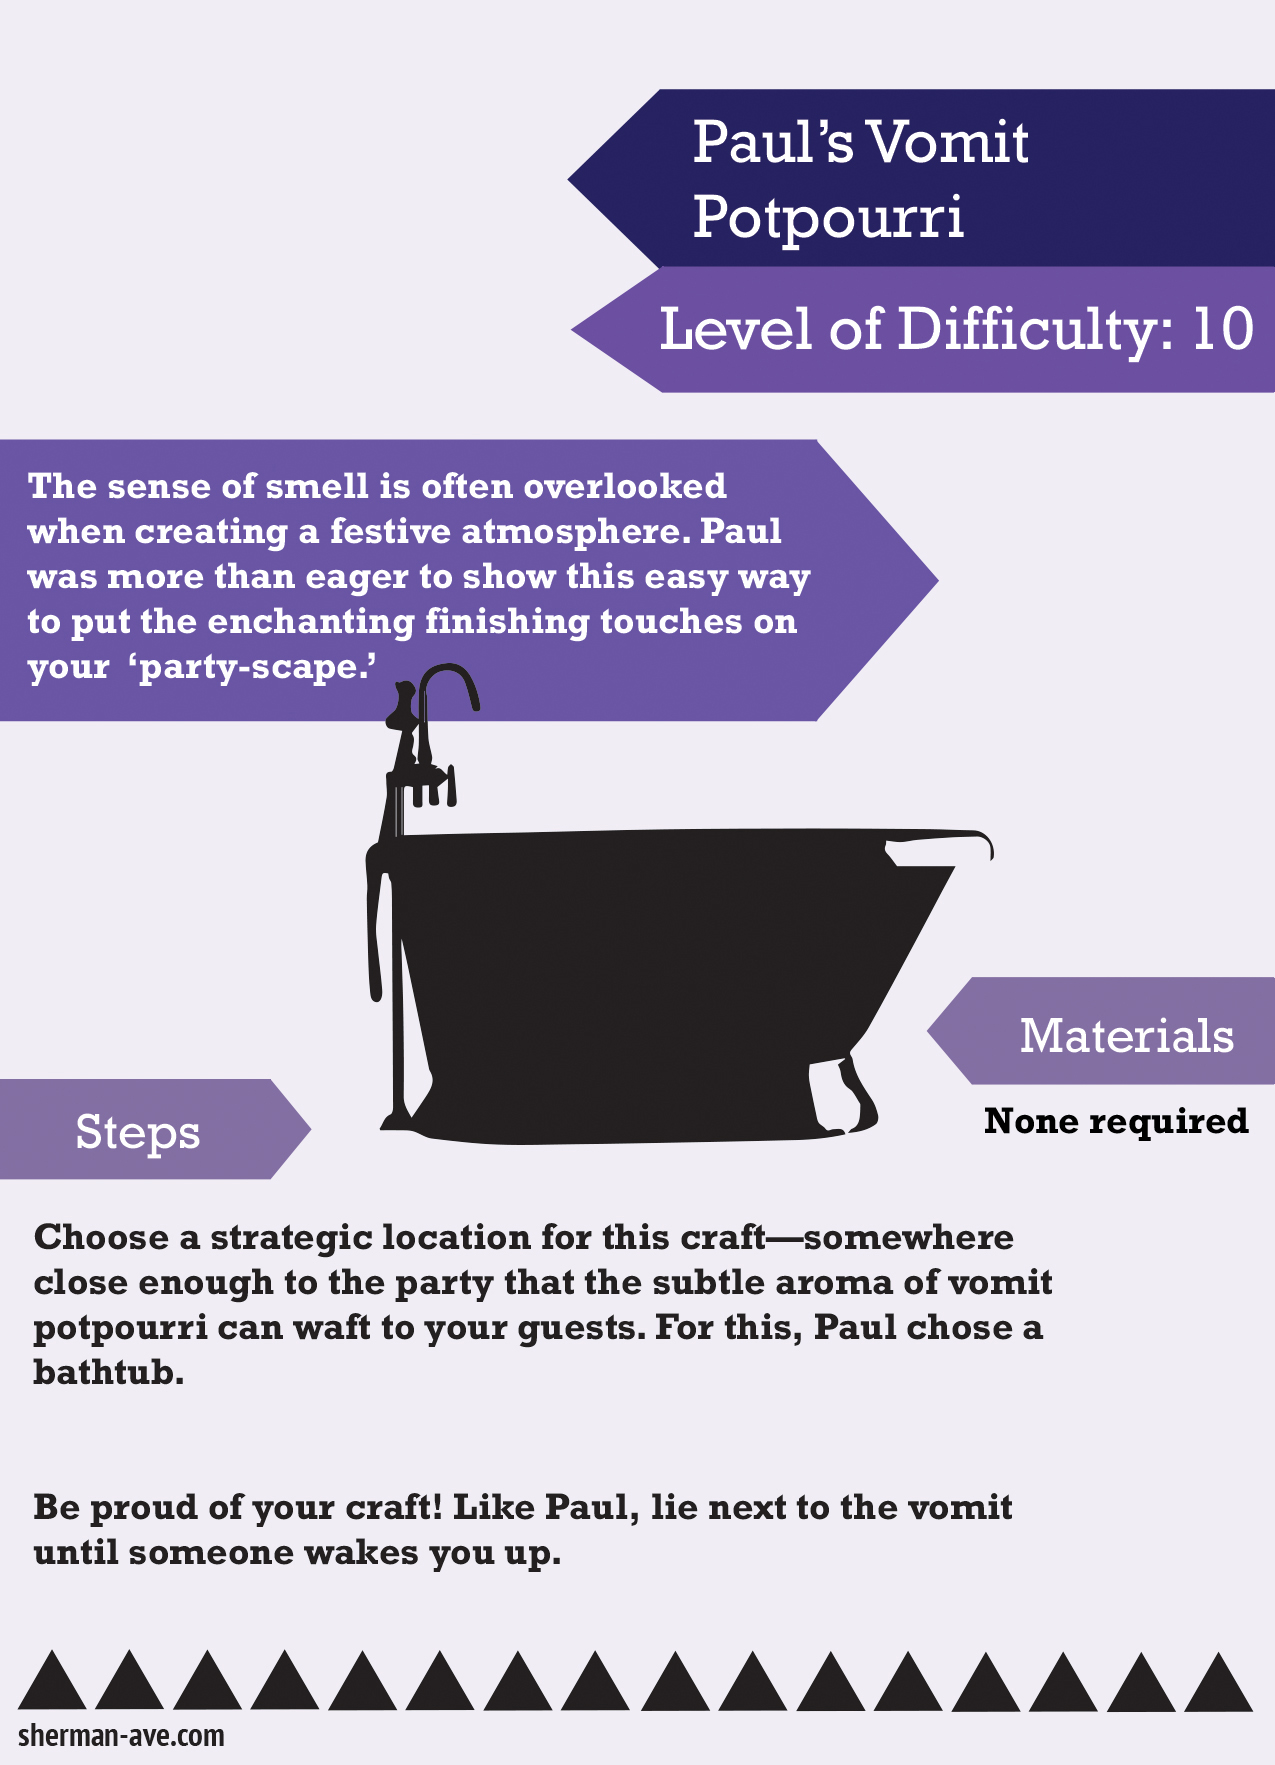 Paul’s Vomit
Potpourri
Level of Difficulty: 10
The sense of smell is often overlooked
when creating a festive atmosphere. Paul
was more than eager to show this easy way
to put the enchanting finishing touches on
your ‘party-scape.’
Materials
None required
Steps
Choose a strategic location for this craft—somewhere
close enough to the party that the subtle aroma of vomit
potpourri can waft to your guests. For this, Paul chose a
bathtub.
Be proud of your craft! Like Paul, lie next to the vomit
until someone wakes you up.
sherman-ave.com